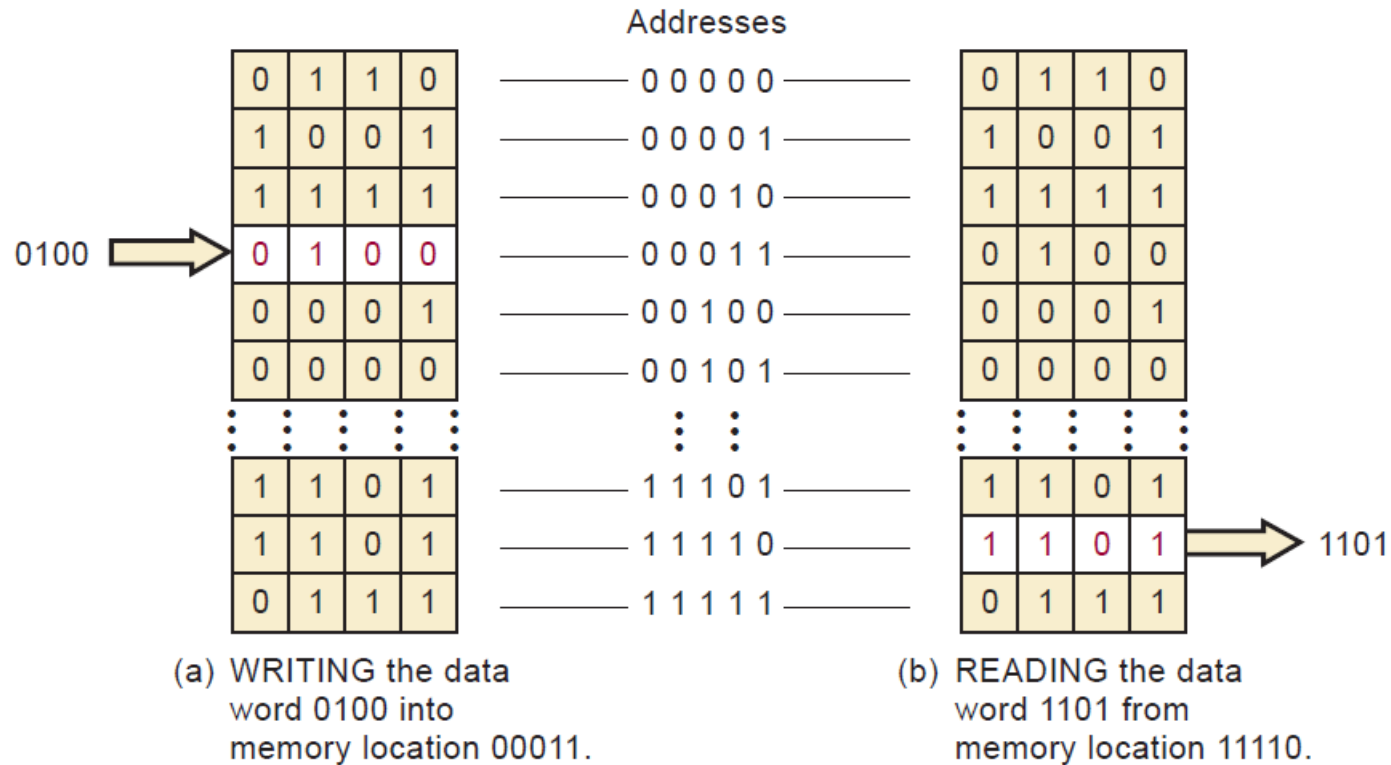 Addresses
0 1 1 0 0 0 0 0 0 0 1 1 0
1 0 0 1 0 0 0 0 1 1 0 0 1
1 1 1 1 0 0 0 1 0 1 1 1 1
0100 0 1 0 0 0 0 0 1 1 0 1 0 0
0 0 0 1 0 0 1 0 0 0 0 0 1
0 0 0 0 0 0 1 0 1 0 0 0 0
1 1 0 1 1 1 1 0 1 1 1 0 1
1 1 0 1 1 1 1 1 0 1 1 0 1 1101
0 1 1 1 1 1 1 1 1 0 1 1 1
(a) WRITING the data
word 0100 into
memory location 00011.
(b) READING the data
word 1101 from
memory location 11110.